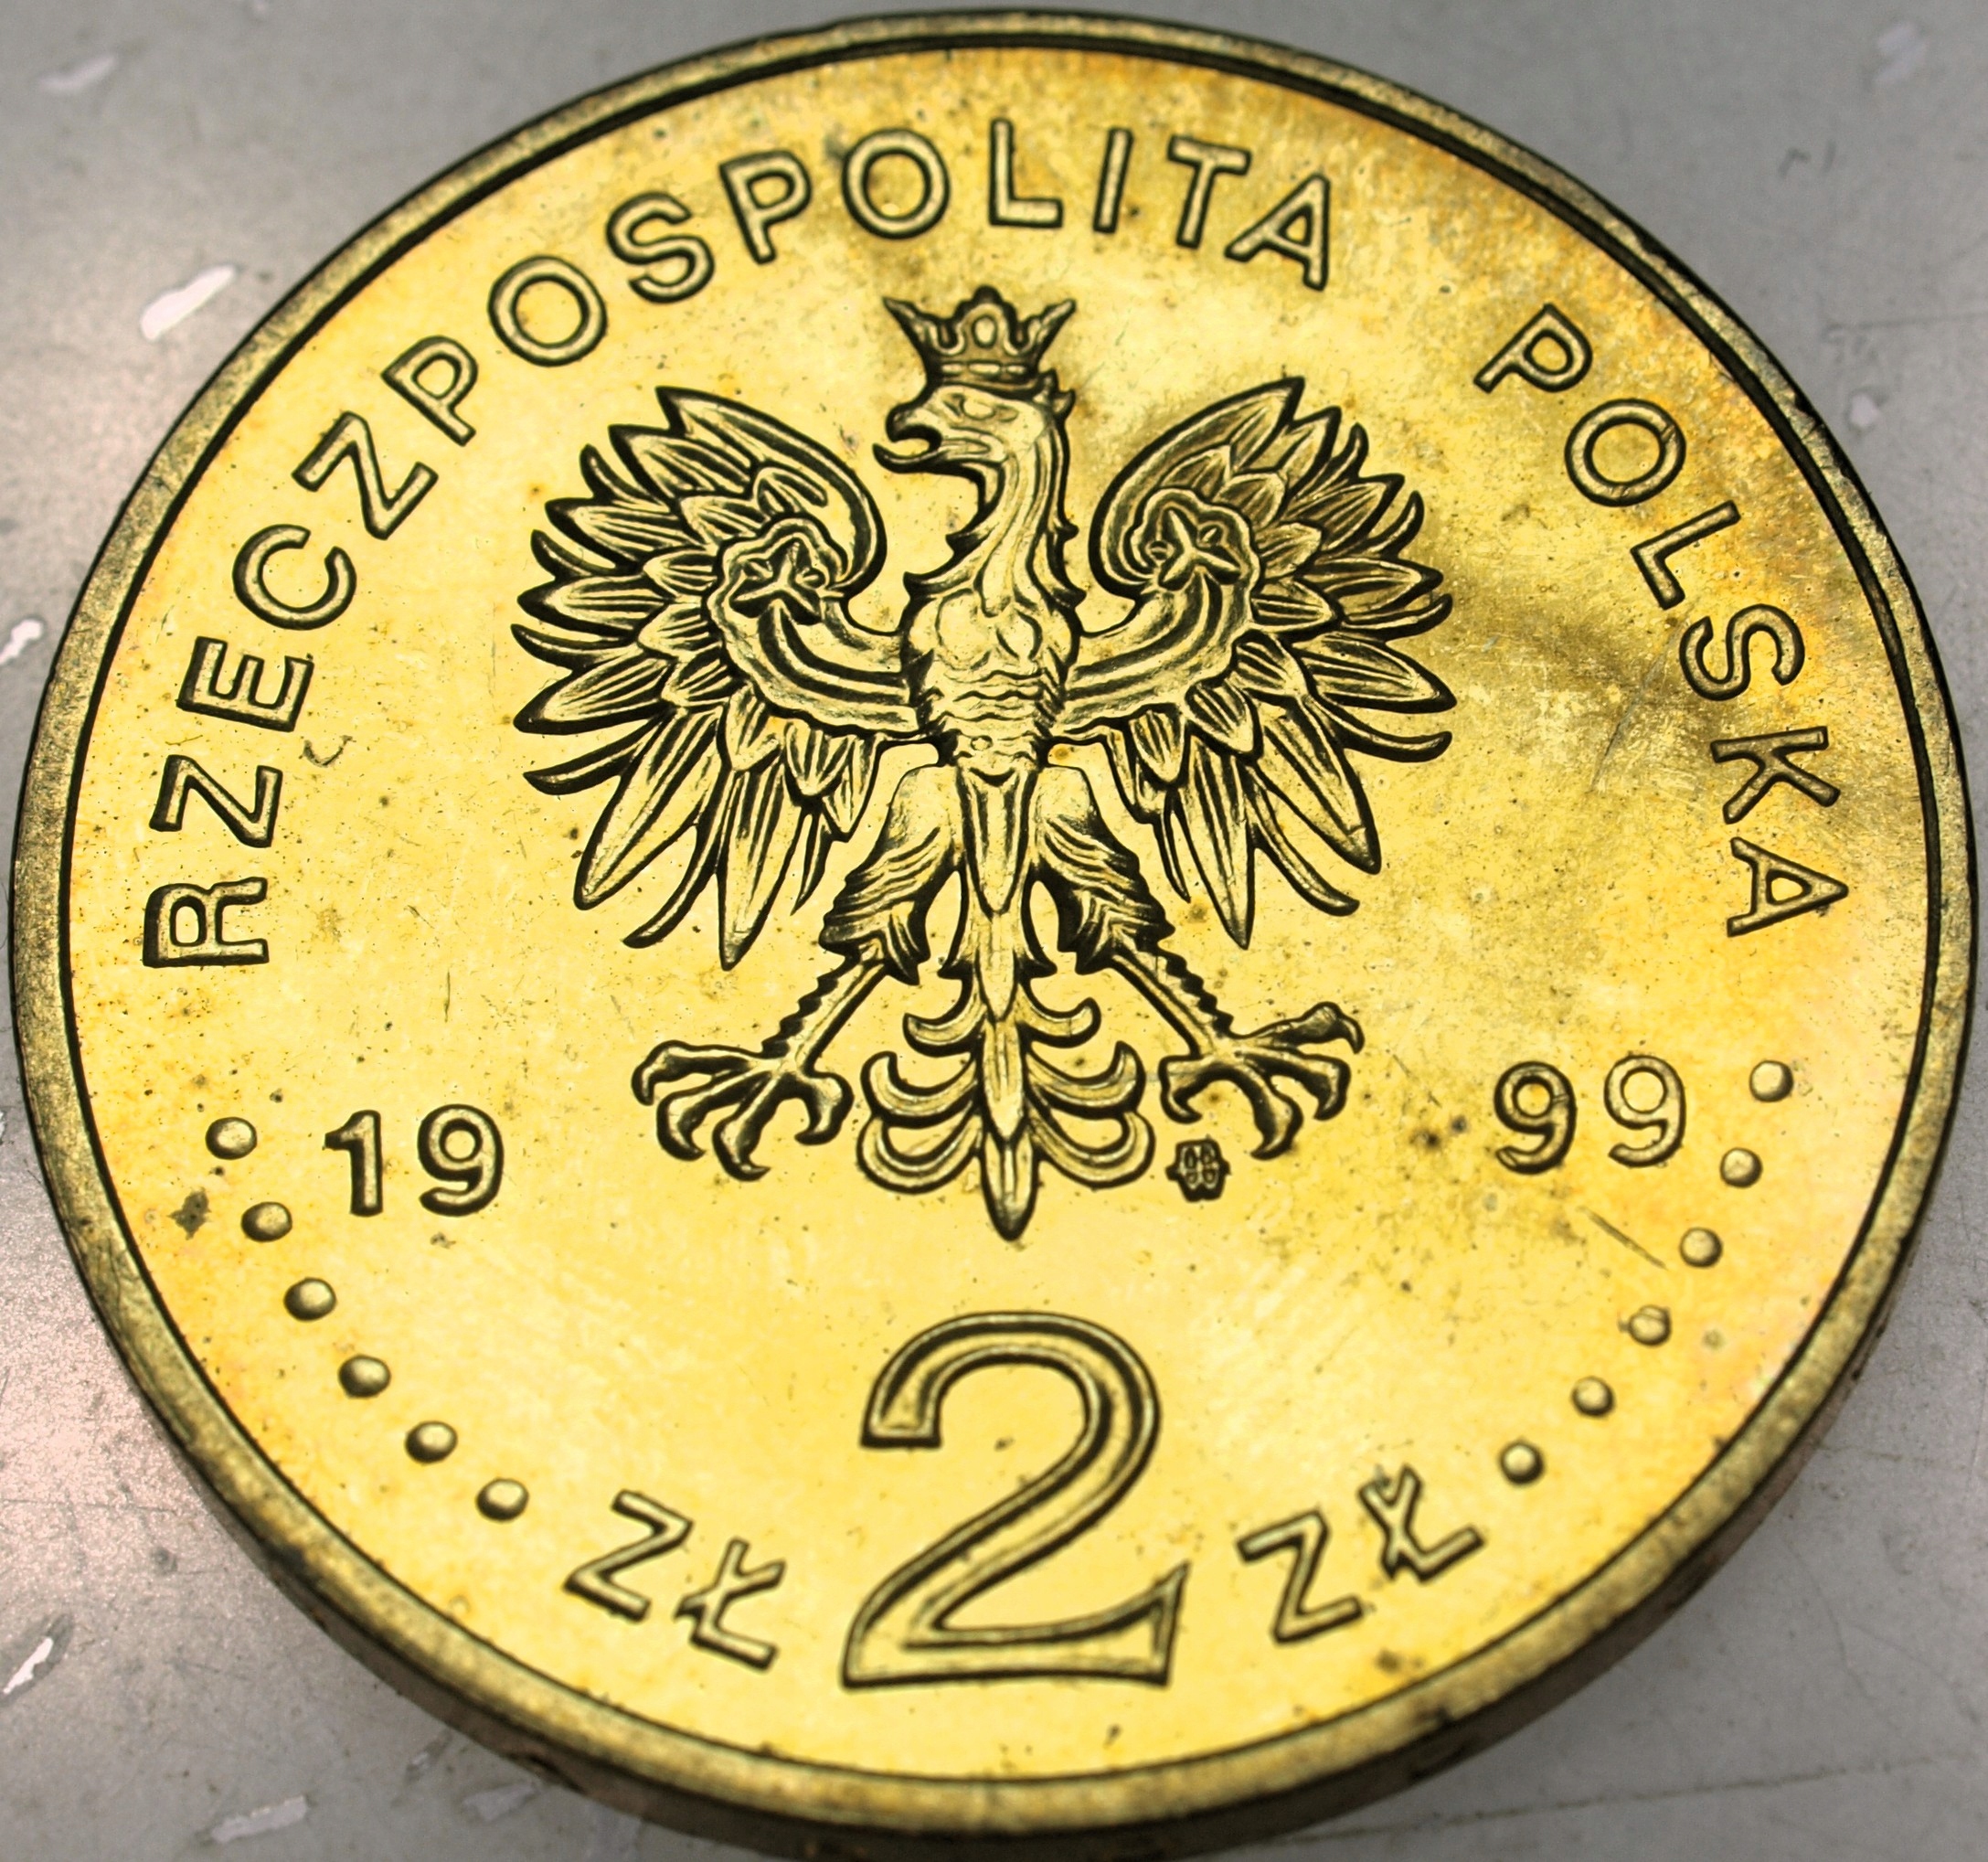 RZECZPOSPOLITA POLSKA
19 99
ZŁ 2 ZŁ